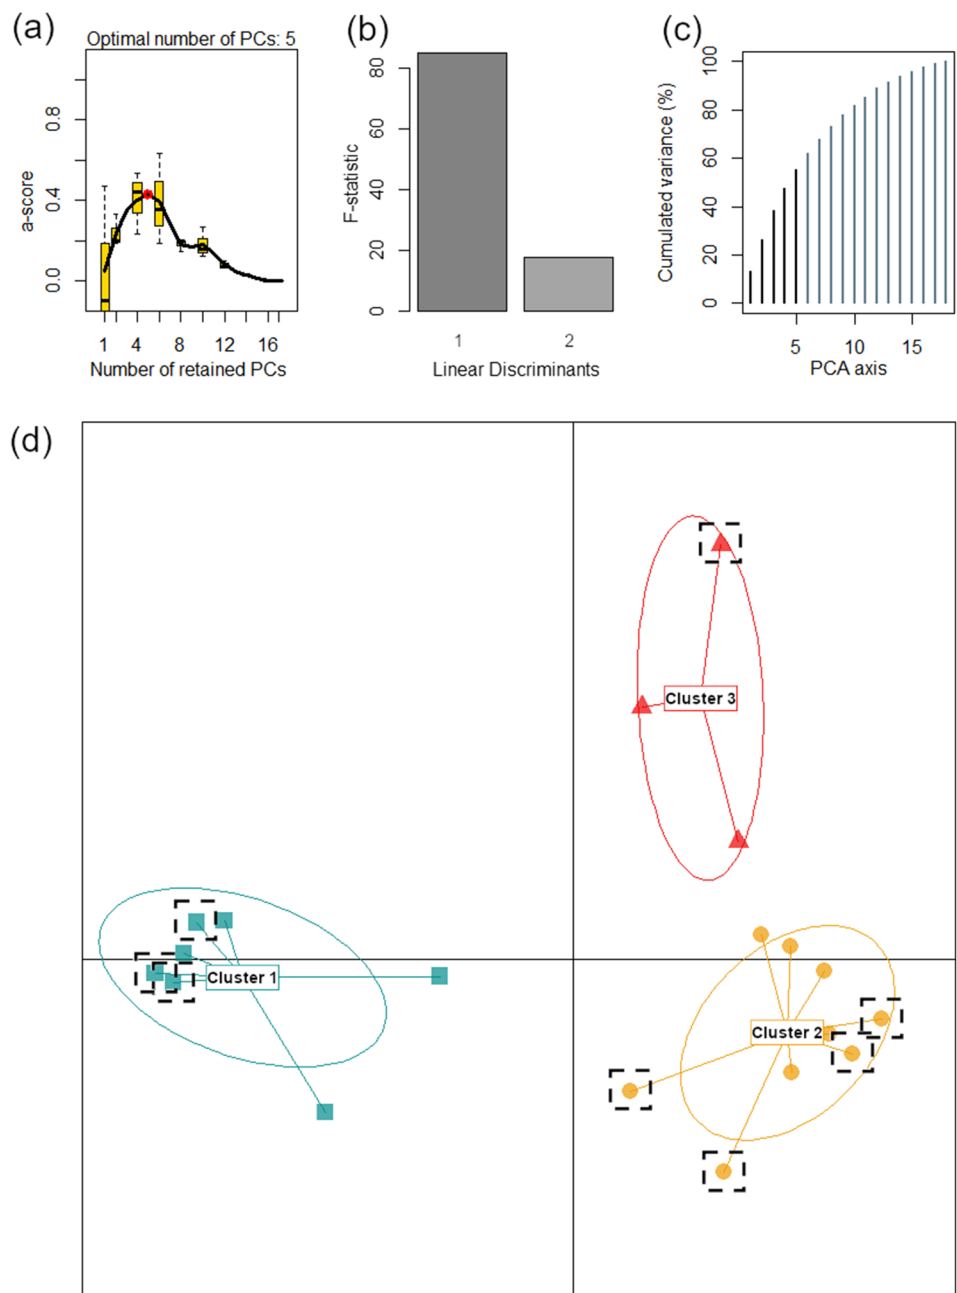 (a)
Optimal number of PCs: 5
a-score
0.0
0.4
0.8
1 4 8 12 16
Number of retained PCs
(b)
F-statistic
0 20 40 60 80
1 2
Linear Discriminants
(c)
Cumulated variance (%)
0 20 40 60 80 100
5 10 15
PCA axis
(d)
Cluster 3
Cluster 1
Cluster 2